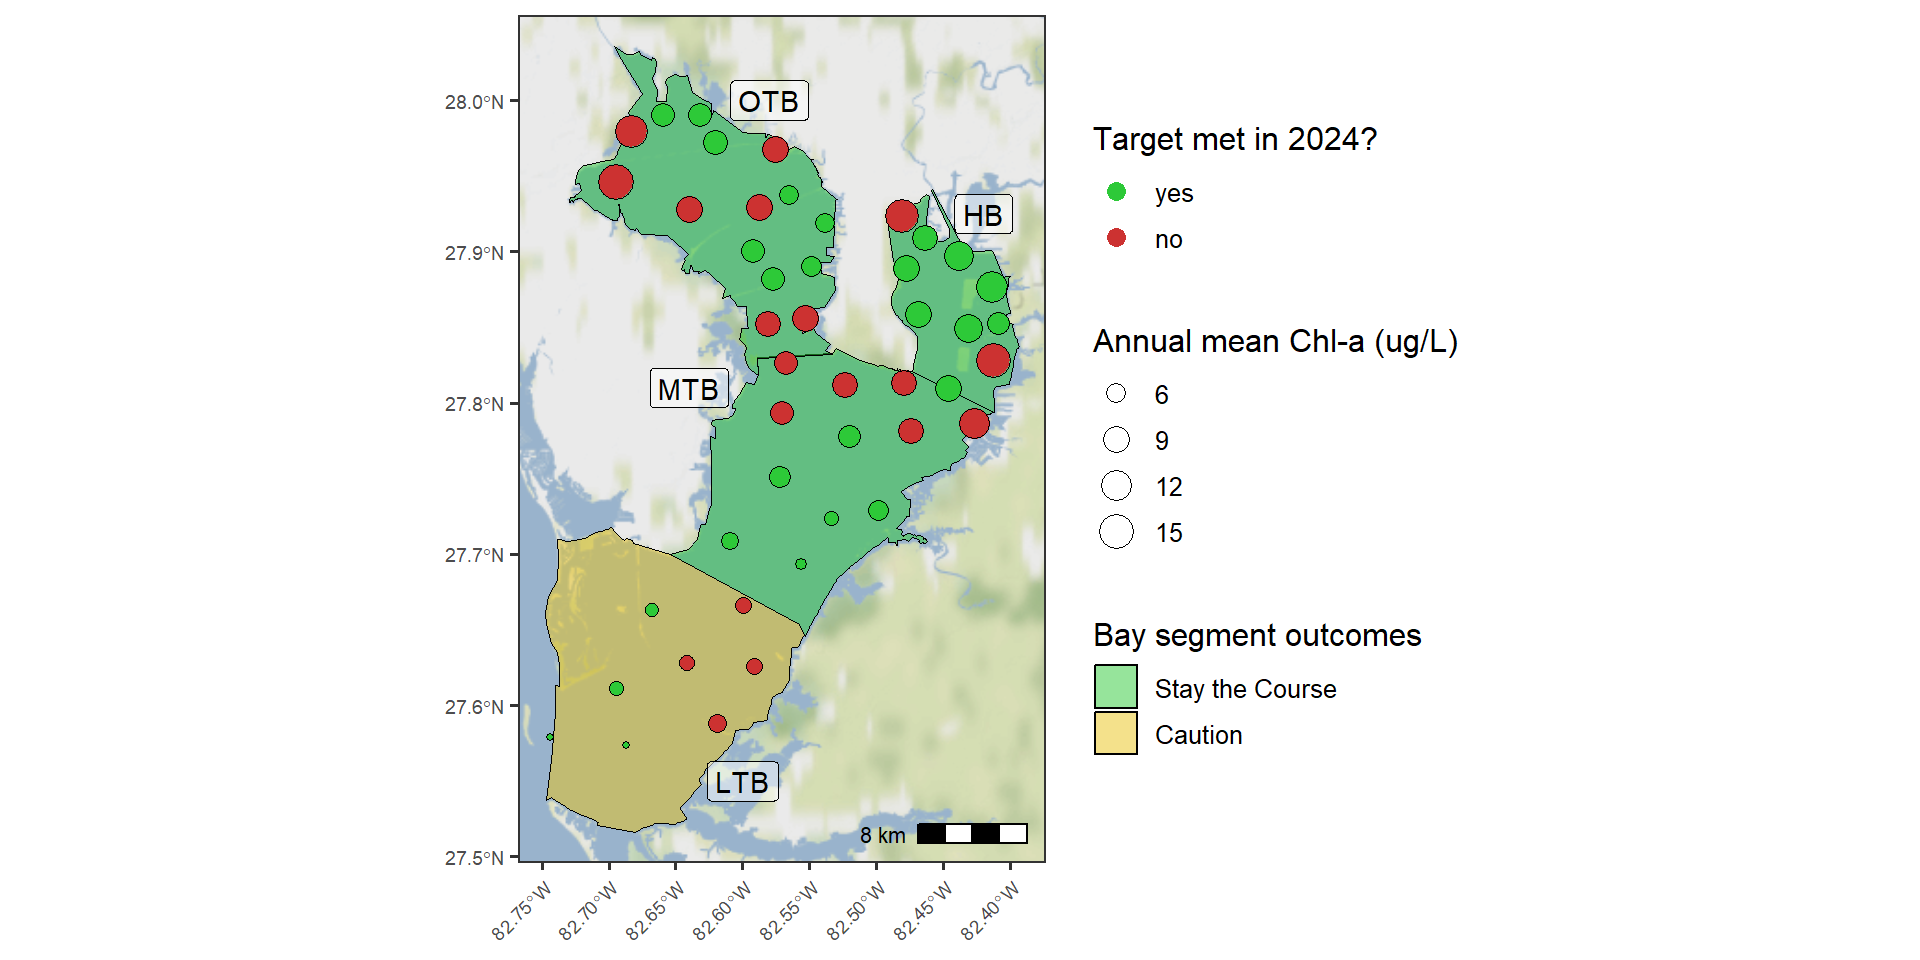 28.0°N
27.9°N
27.8°N
27.7°N
27.6°N
27.5°N
OTB
HB
MTB
LTB
8 km
82.75°W
82.70°W
82.65°W
82.60°W
82.55°W
82.50°W
82.45°W
82.40°W
Target met in 2024?
yes
no
Annual mean Chl-a (ug/L)
6
9
12
15
Bay segment outcomes
Stay the Course
Caution